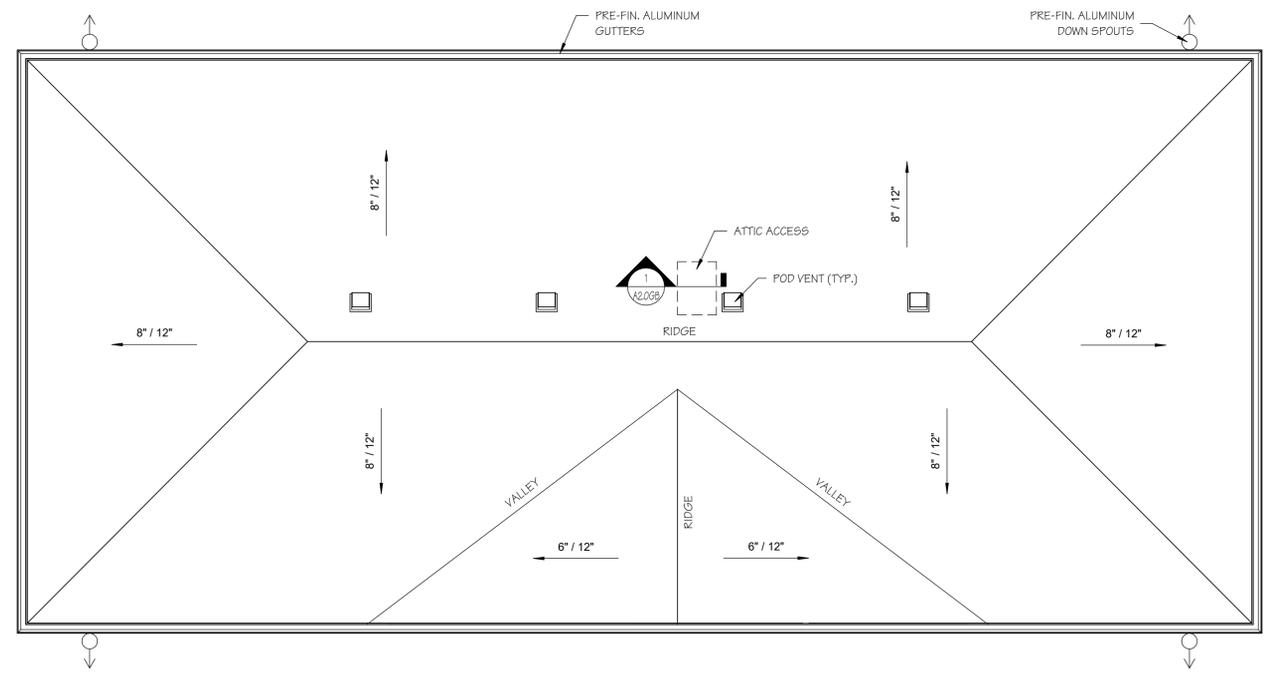 PRE-FIN. ALUMINUM
GUTTERS
PRE-FIN. ALUMINUM
DOWN SPOUTS
8" / 12"
8" / 12"
ATTIC ACCESS
1
A2.0GB
POD VENT (TYP.)
RIDGE
8" / 12"
8" / 12"
8" / 12"
8" / 12"
VALLEY
VALLEY
RIDGE
6" / 12"
6" / 12"